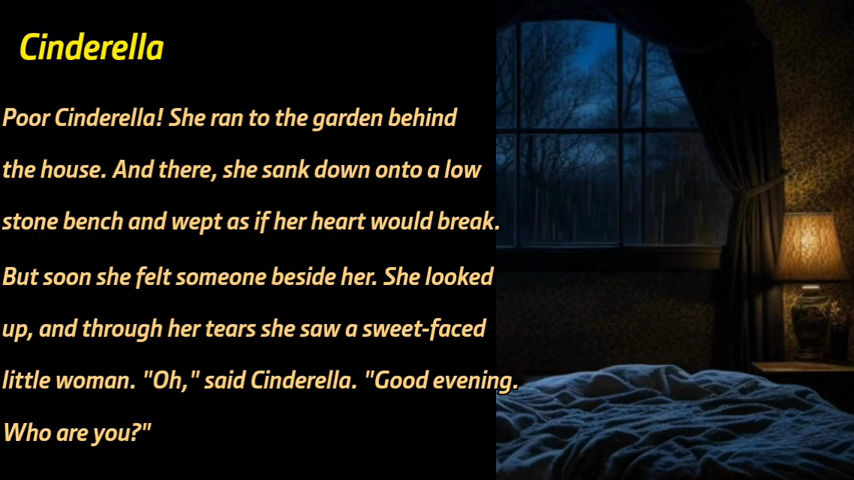 Cinderella
Poor Cinderella! She ran to the garden behind
the house. And there, she sank down onto a low
stone bench and wept as if her heart would break.
But soon she felt someone beside her. She looked
up, and through her tears she saw a sweet-faced
little woman. "Oh," said Cinderella. "Good evening.
Who are you?"